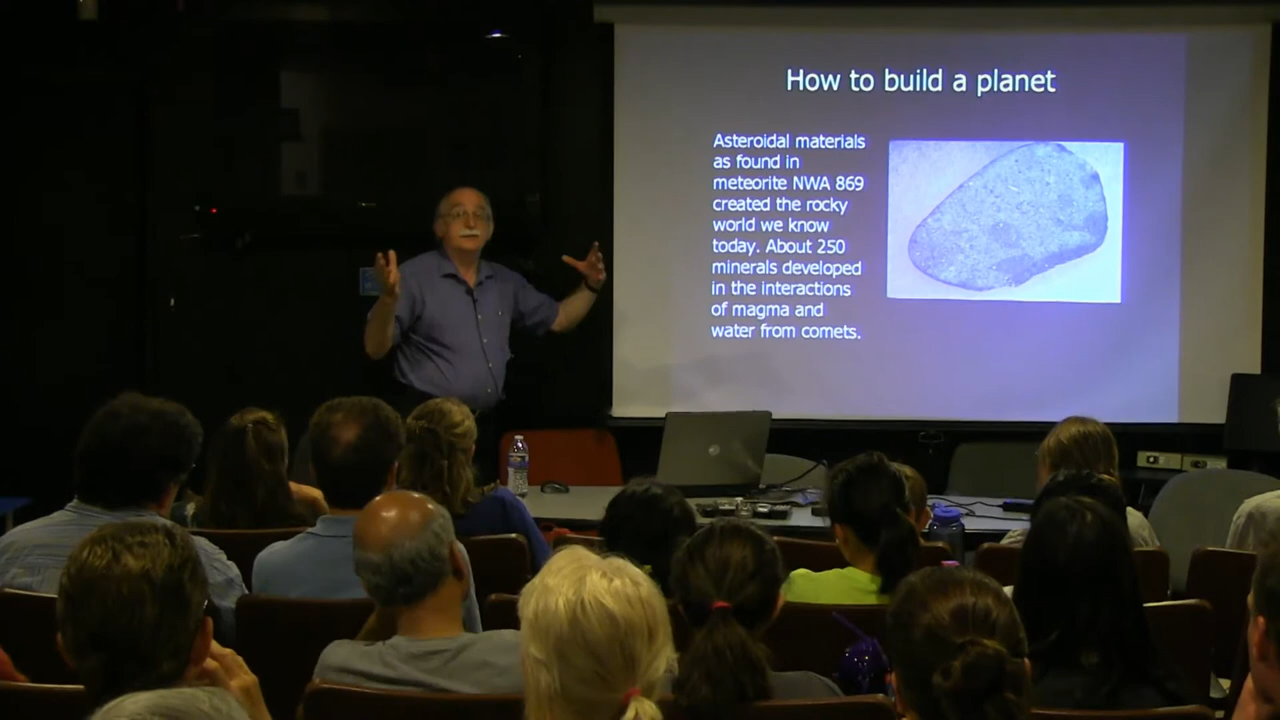 How to build a planet
Asteroidal materials
as found in
meteorite NWA 869
created the rocky
world we know
today. About 250
minerals developed
in the interactions
of magma and
water from comets.